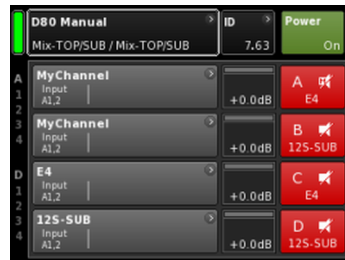 D80 Manual > ID > Power
Mix-TOP/SUB / Mix-TOP/SUB 7.63 On
A MyChannel > A
1 Input
2 A1,2 +0.0dB E4
3 MyChannel > B
4 Input
A1,2 +0.0dB 12S-SUB
D E4 > C
1 Input
2 A1,2 +0.0dB E4
3 12S-SUB > D
4 Input
A1,2 +0.0dB 12S-SUB